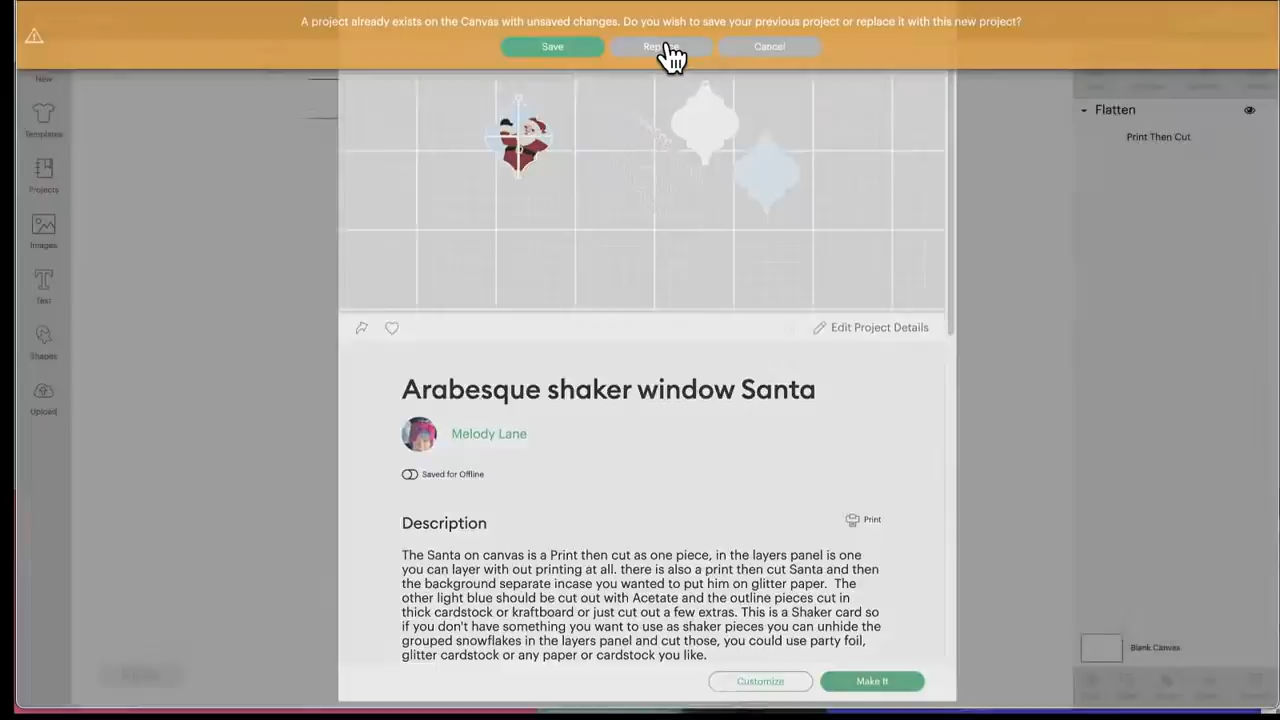 A project already exists on the Canvas with unsaved changes. Do you wish to save your previous project or replace it with this new project?
Save
Cancel
New
Templates
Projects
Images
Text
Shapes
Upload
Flatten
Print Then Cut
Edit Project Details
Arabesque shaker window Santa
Melody Lane
Saved for Offline
Description
Print
The Santa on canvas is a Print then cut as one piece, in the layers panel is one
you can layer with out printing at all. there is also a print then cut Santa and then
the background separate incase you wanted to put him on glitter paper. The
other light blue should be cut out with Acetate and the outline pieces cut in
thick cardstock or kraftboard or just cut out a few extras. This is a Shaker card so
if you don't have something you want to use as shaker pieces you can unhide the
grouped snowflakes in the layers panel and cut those, you could use party foil,
glitter cardstock or any paper or cardstock you like.
Blank Canvas
Customize
Make It